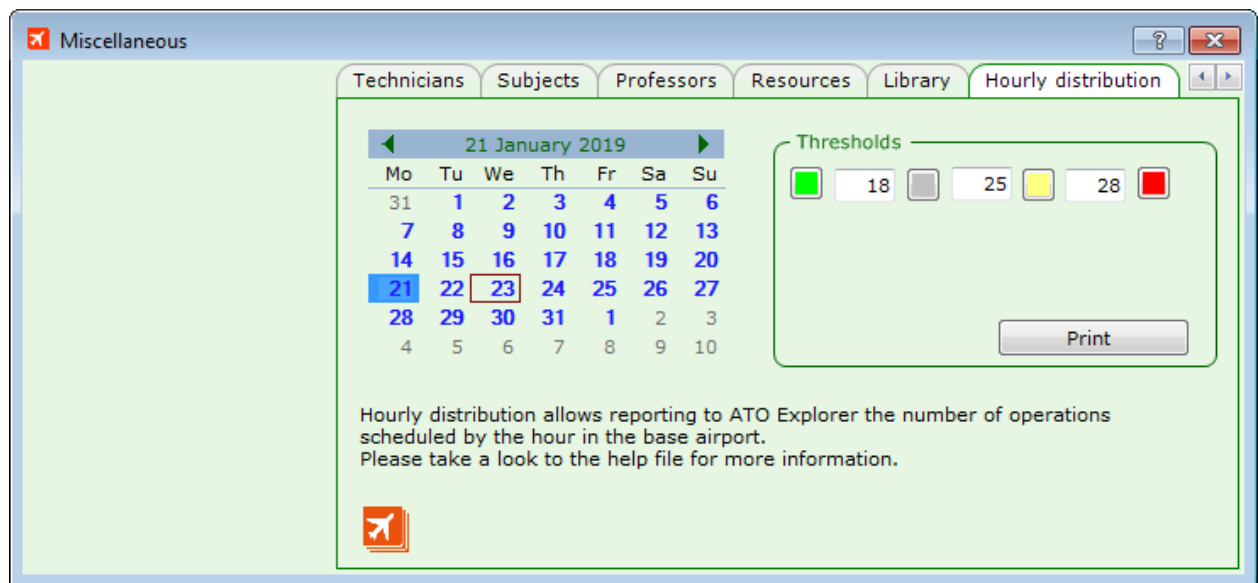 Miscellaneous
?
Technicians Subjects Professors Resources Library Hourly distribution
21 January 2019
Mo Tu We Th Fr Sa Su
31 1 2 3 4 5 6
7 8 9 10 11 12 13
14 15 16 17 18 19 20
21 22 23 24 25 26 27
28 29 30 31 1 2 3
4 5 6 7 8 9 10
Thresholds
18 25 28
Print
Hourly distribution allows reporting to ATO Explorer the number of operations
scheduled by the hour in the base airport.
Please take a look to the help file for more information.